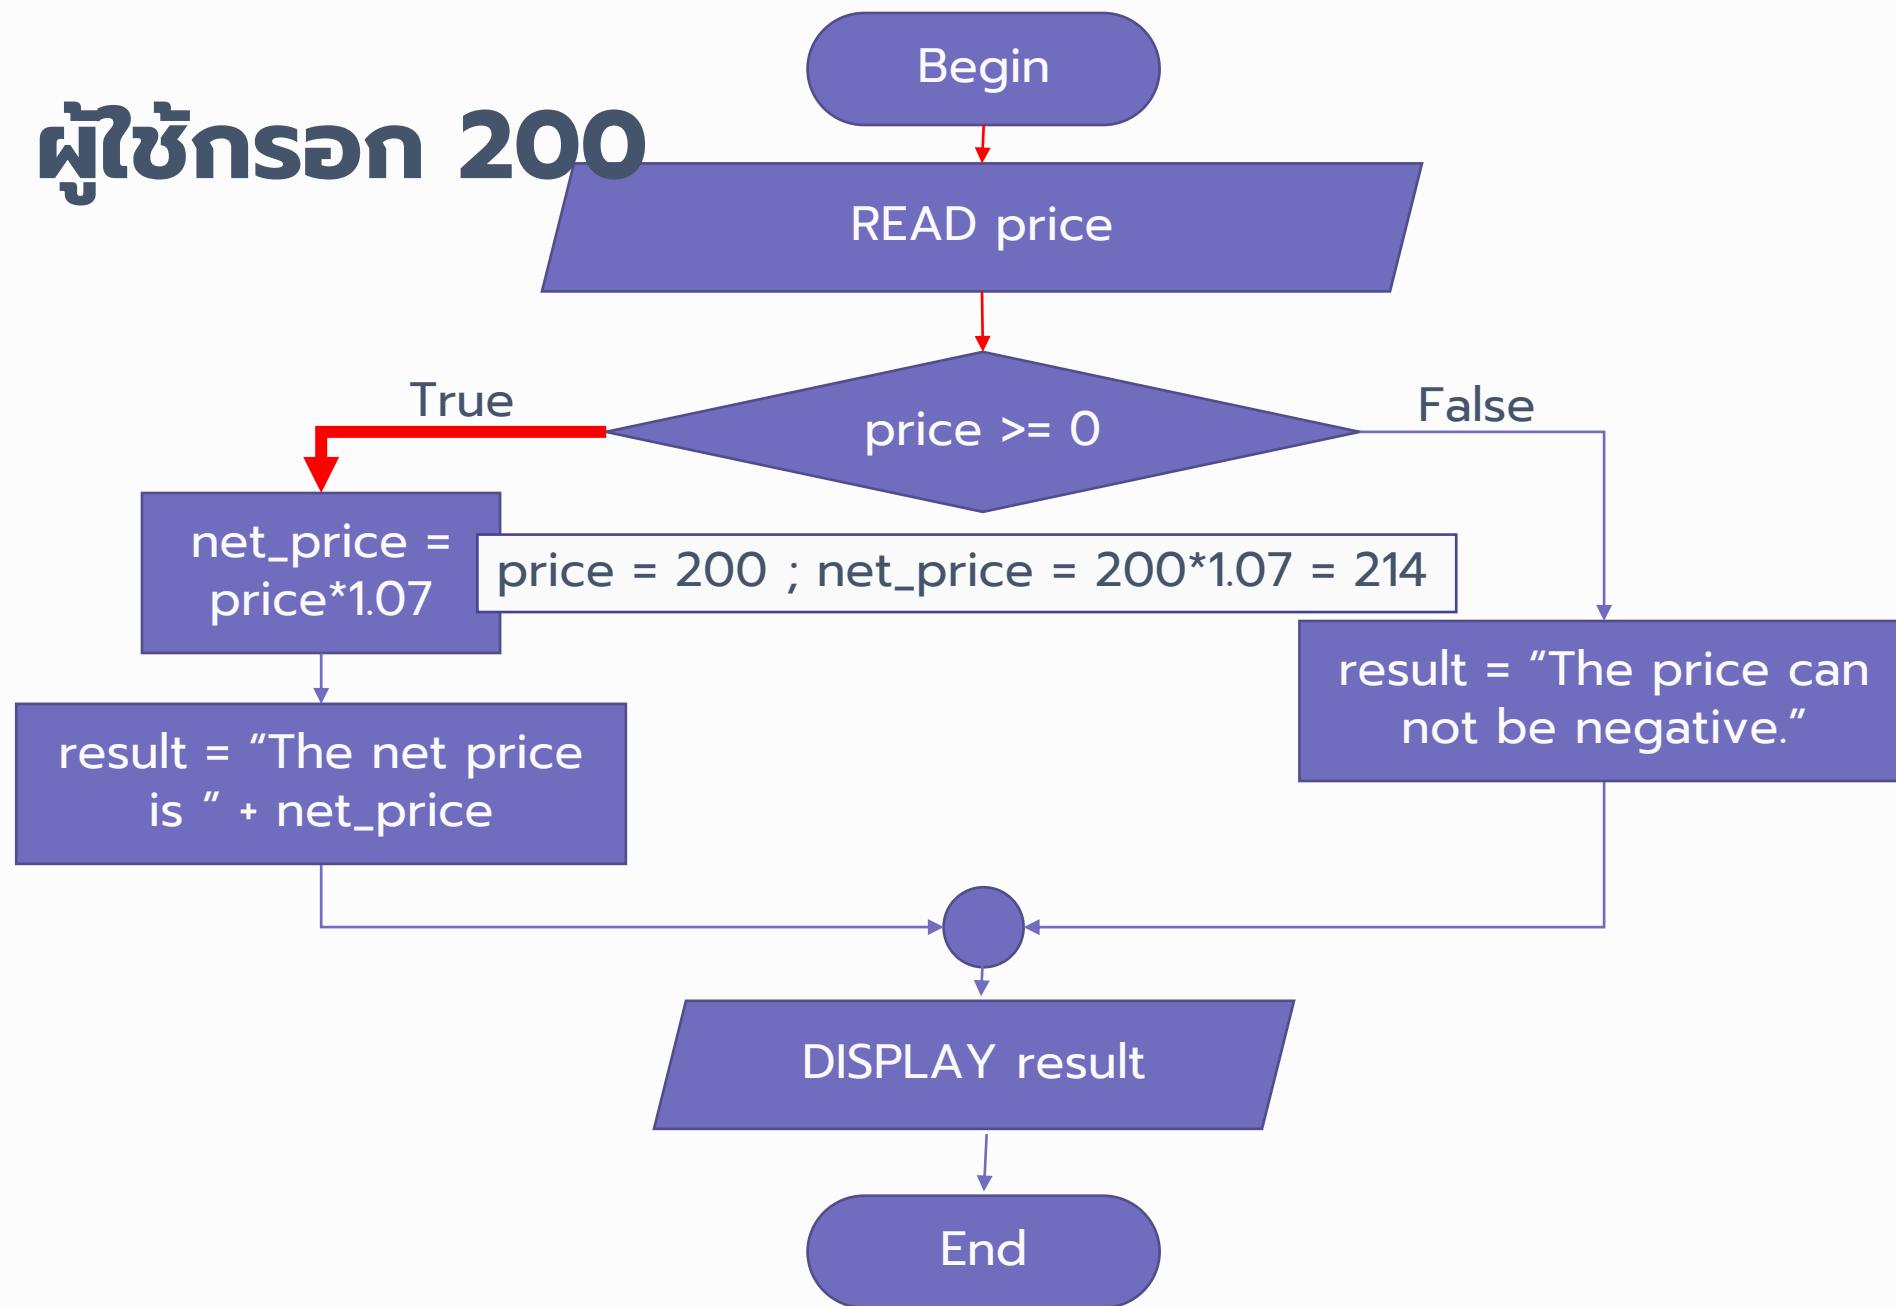 Begin
ผู้ใช้กรอก 200
READ price
True
False
price >= 0
net_price =
price*1.07
price = 200 ; net_price = 200*1.07 = 214
result = “The price can
not be negative.”
result = “The net price
is ” + net_price
DISPLAY result
End